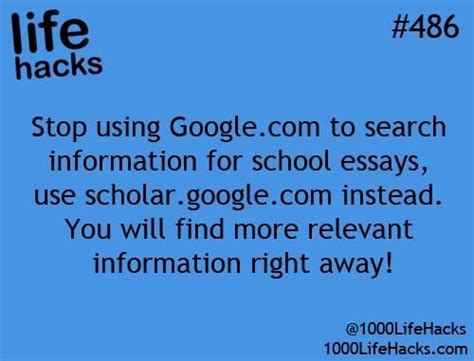 life
hacks
#486
Stop using Google.com to search
information for school essays,
use scholar.google.com instead.
You will find more relevant
information right away!
@1000LifeHacks
1000LifeHacks.com